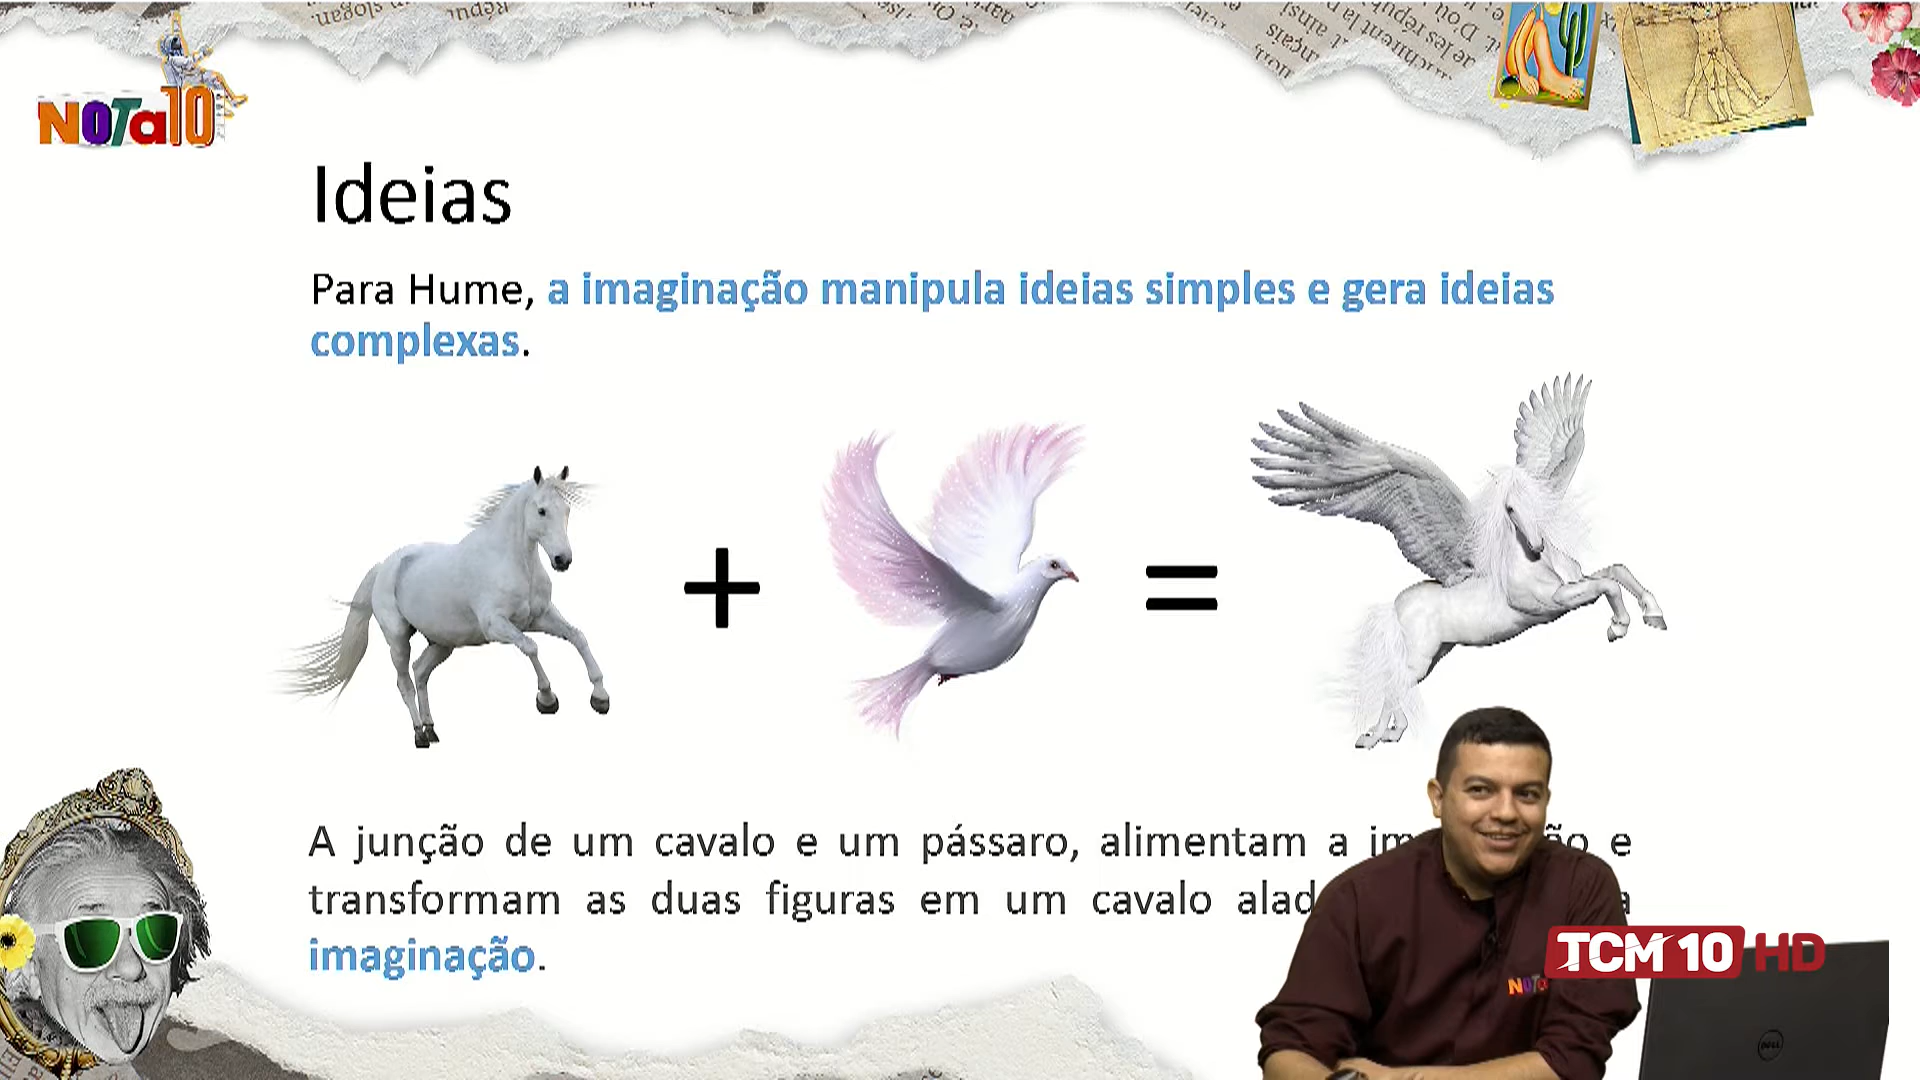 NOTa10
Ideias
Para Hume, a imaginação manipula ideias simples e gera ideias
complexas.
+
=
A junção de um cavalo e um pássaro, alimentam a e
transformam as duas figuras em um cavalo
imaginação.
TCM 10 HD
DELL